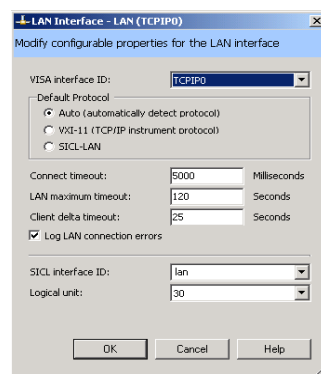 LAN Interface - LAN (TCPIP0)
Modify configurable properties for the LAN interface
VISA interface ID: TCPIP0
Default Protocol
Auto (automatically detect protocol)
VXI-11 (TCP/IP instrument protocol)
SICL-LAN
Connect timeout: 5000 Milliseconds
LAN maximum timeout: 120 Seconds
Client delta timeout: 25 Seconds
Log LAN connection errors
SICL interface ID: lan
Logical unit: 30
OK Cancel Help